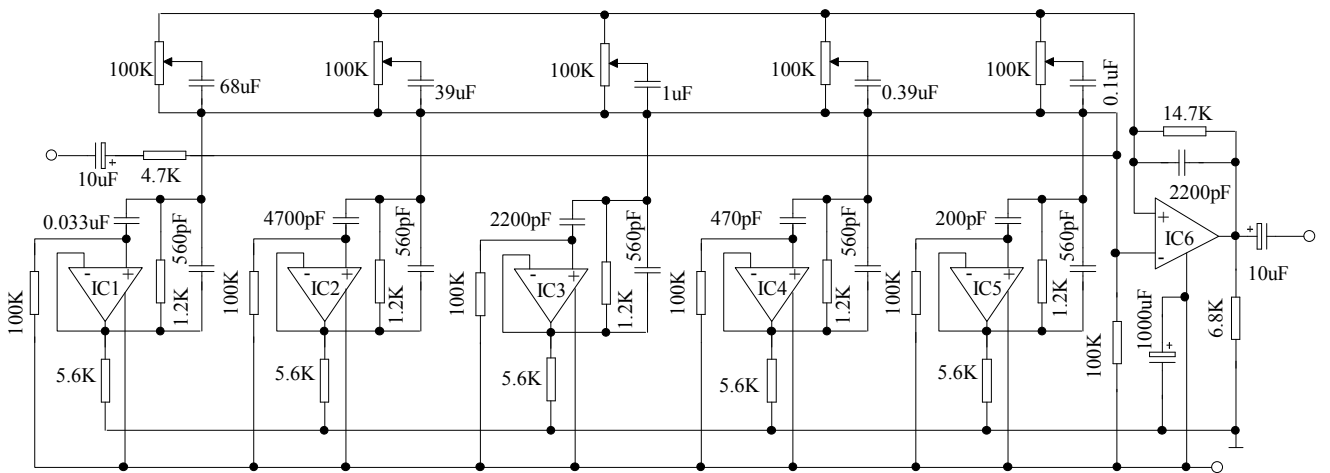 100K
68uF
100K
39uF
100K
1uF
100K
0.39uF
100K
0.1uF
14.7K
10uF
+
4.7K
2200pF
0.033uF
560pF
4700pF
560pF
2200pF
560pF
470pF
560pF
200pF
560pF
+
IC6
-
+
10uF
100K
- +
IC1
1.2K
100K
- +
IC2
1.2K
100K
- +
IC3
1.2K
100K
- +
IC4
1.2K
100K
- +
IC5
1.2K
100K
1000uF
+
6.8K
5.6K
5.6K
5.6K
5.6K
5.6K